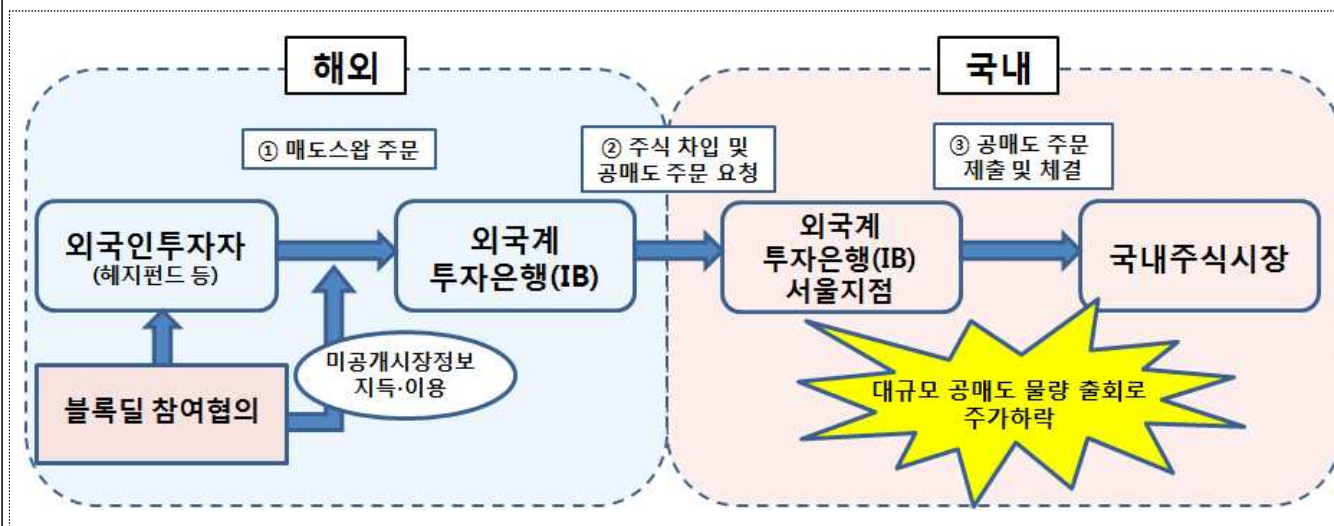 해외
국내
① 매도스왑 주문
② 주식 차입 및
공매도 주문 요청
③ 공매도 주문
제출 및 체결
외국인투자자
(헤지펀드 등)
외국계
투자은행(IB)
외국계
투자은행(IB)
서울지점
국내주식시장
미공개시장정보
지득·이용
블록딜 참여협의
대규모 공매도 물량 출회로
주가하락